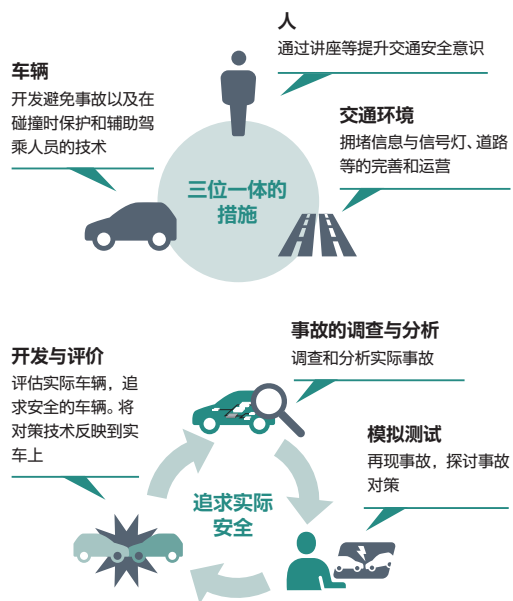 人
通过讲座等提升交通安全意识
车辆
开发避免事故以及在
碰撞时保护和辅助驾
乘人员的技术
交通环境
拥堵信息与信号灯、道路
等的完善和运营
三位一体的
措施
事故的调查与分析
调查和分析实际事故
开发与评价
评估实际车辆，追
求安全的车辆。将
对策技术反映到实
车上
模拟测试
再现事故，探讨事故
对策
追求实际
安全